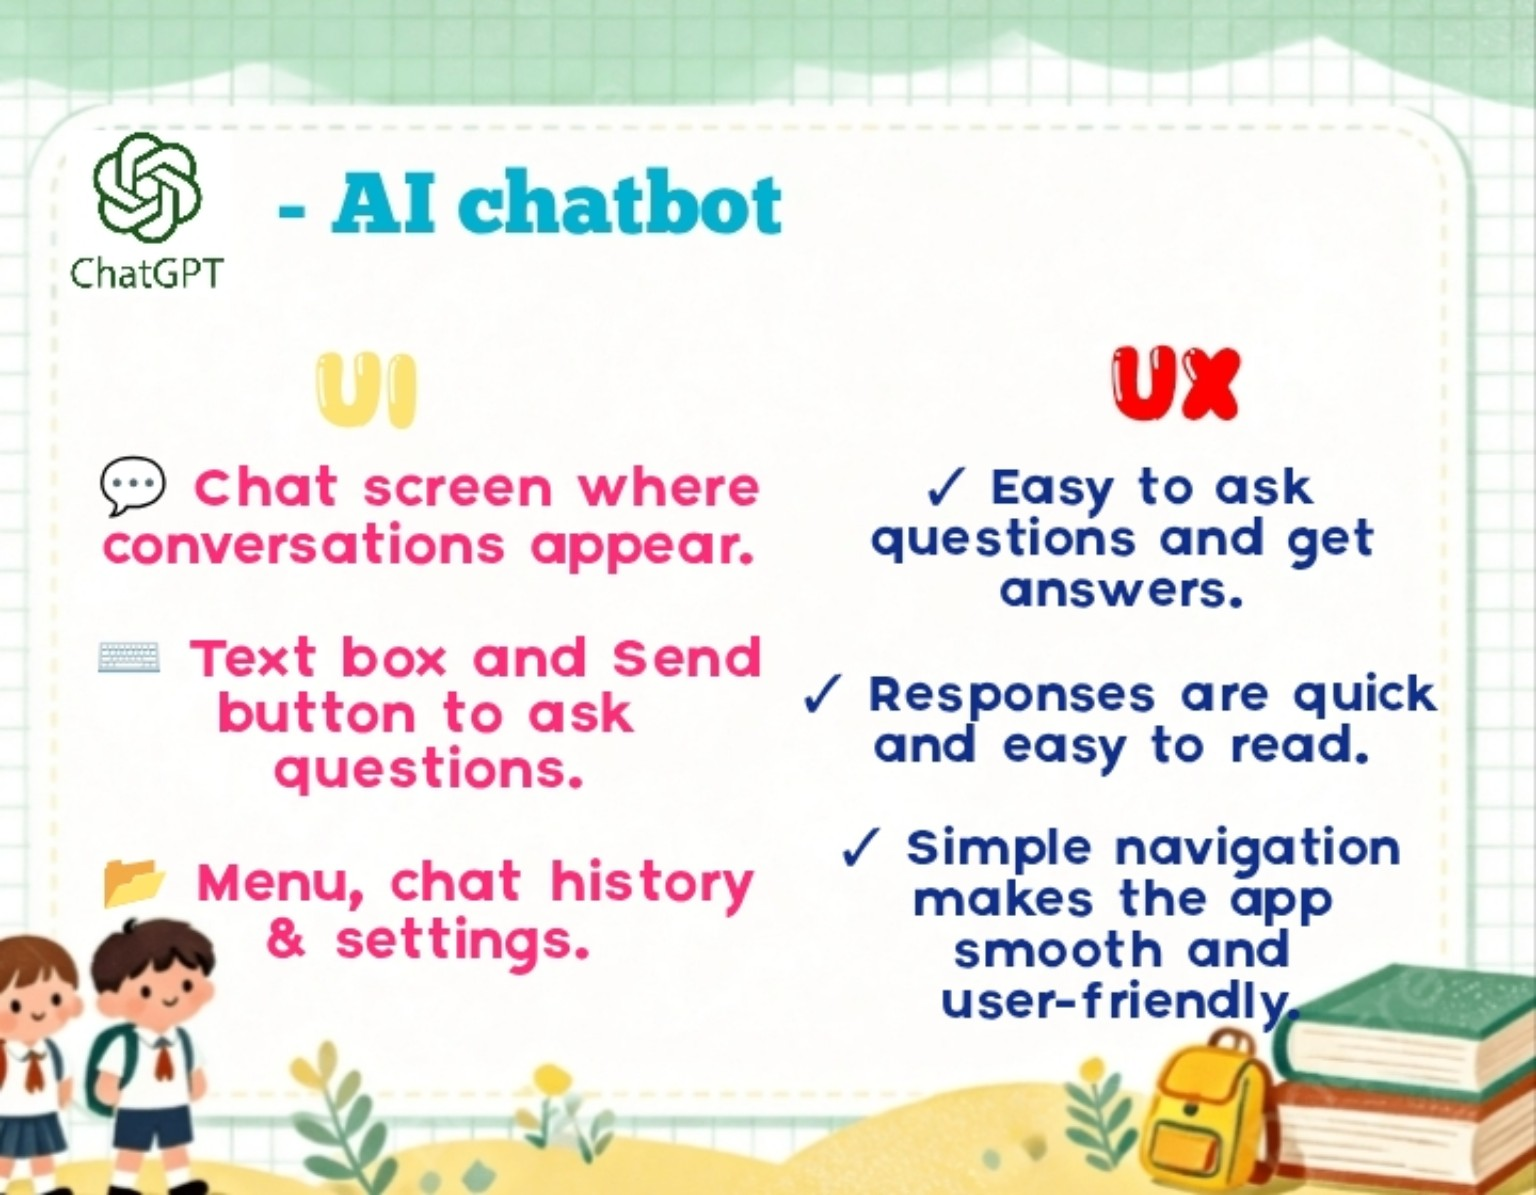 ChatGPT
- AI chatbot
UI
💬 Chat screen where
conversations appear.
⌨️ Text box and Send
button to ask
questions.
📂 Menu, chat history
& settings.
UX
✓ Easy to ask
questions and get
answers.
✓ Responses are quick
and easy to read.
✓ Simple navigation
makes the app
smooth and
user-friendly.